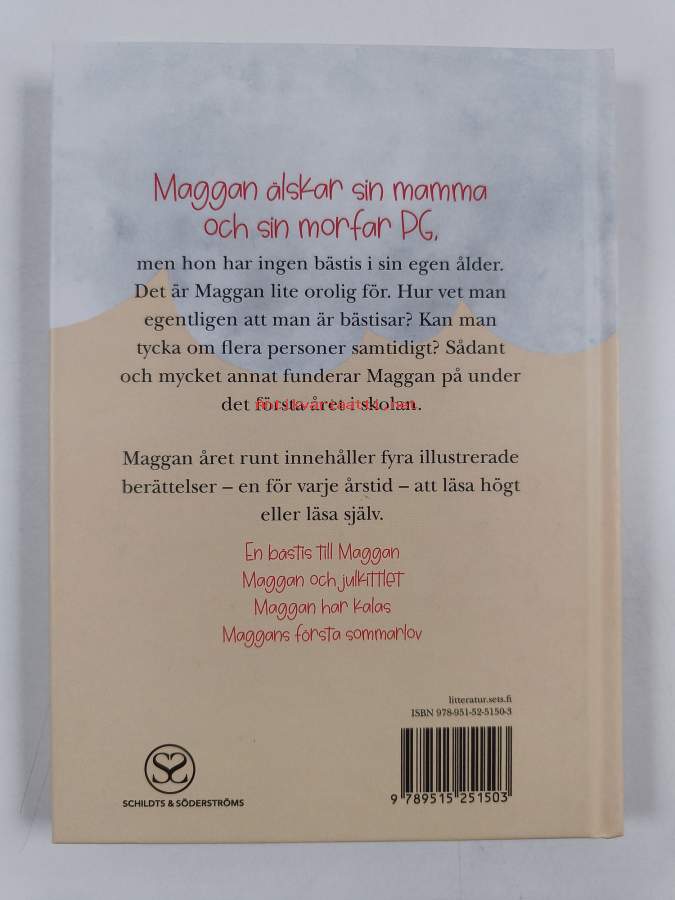 Maggan älskar sin mamma
och sin morfar PG,
men hon har ingen bästis i sin egen ålder.
Det är Maggan lite orolig för. Hur vet man
egentligen att man är bästisar? Kan man
tycka om flera personer samtidigt? Sådant
och mycket annat funderar Maggan på under
det första året i skolan.
antikvariaatti.net
Maggan året runt innehåller fyra illustrerade
berättelser – en för varje årstid – att läsa högt
eller läsa själv.
En bästis till Maggan
Maggan och julkittlet
Maggan har kalas
Maggans första sommarlov
litteratur.sets.fi
ISBN 978-951-52-5150-3
9 789515 251503
SCHILDTS & SÖDERSTRÖMS